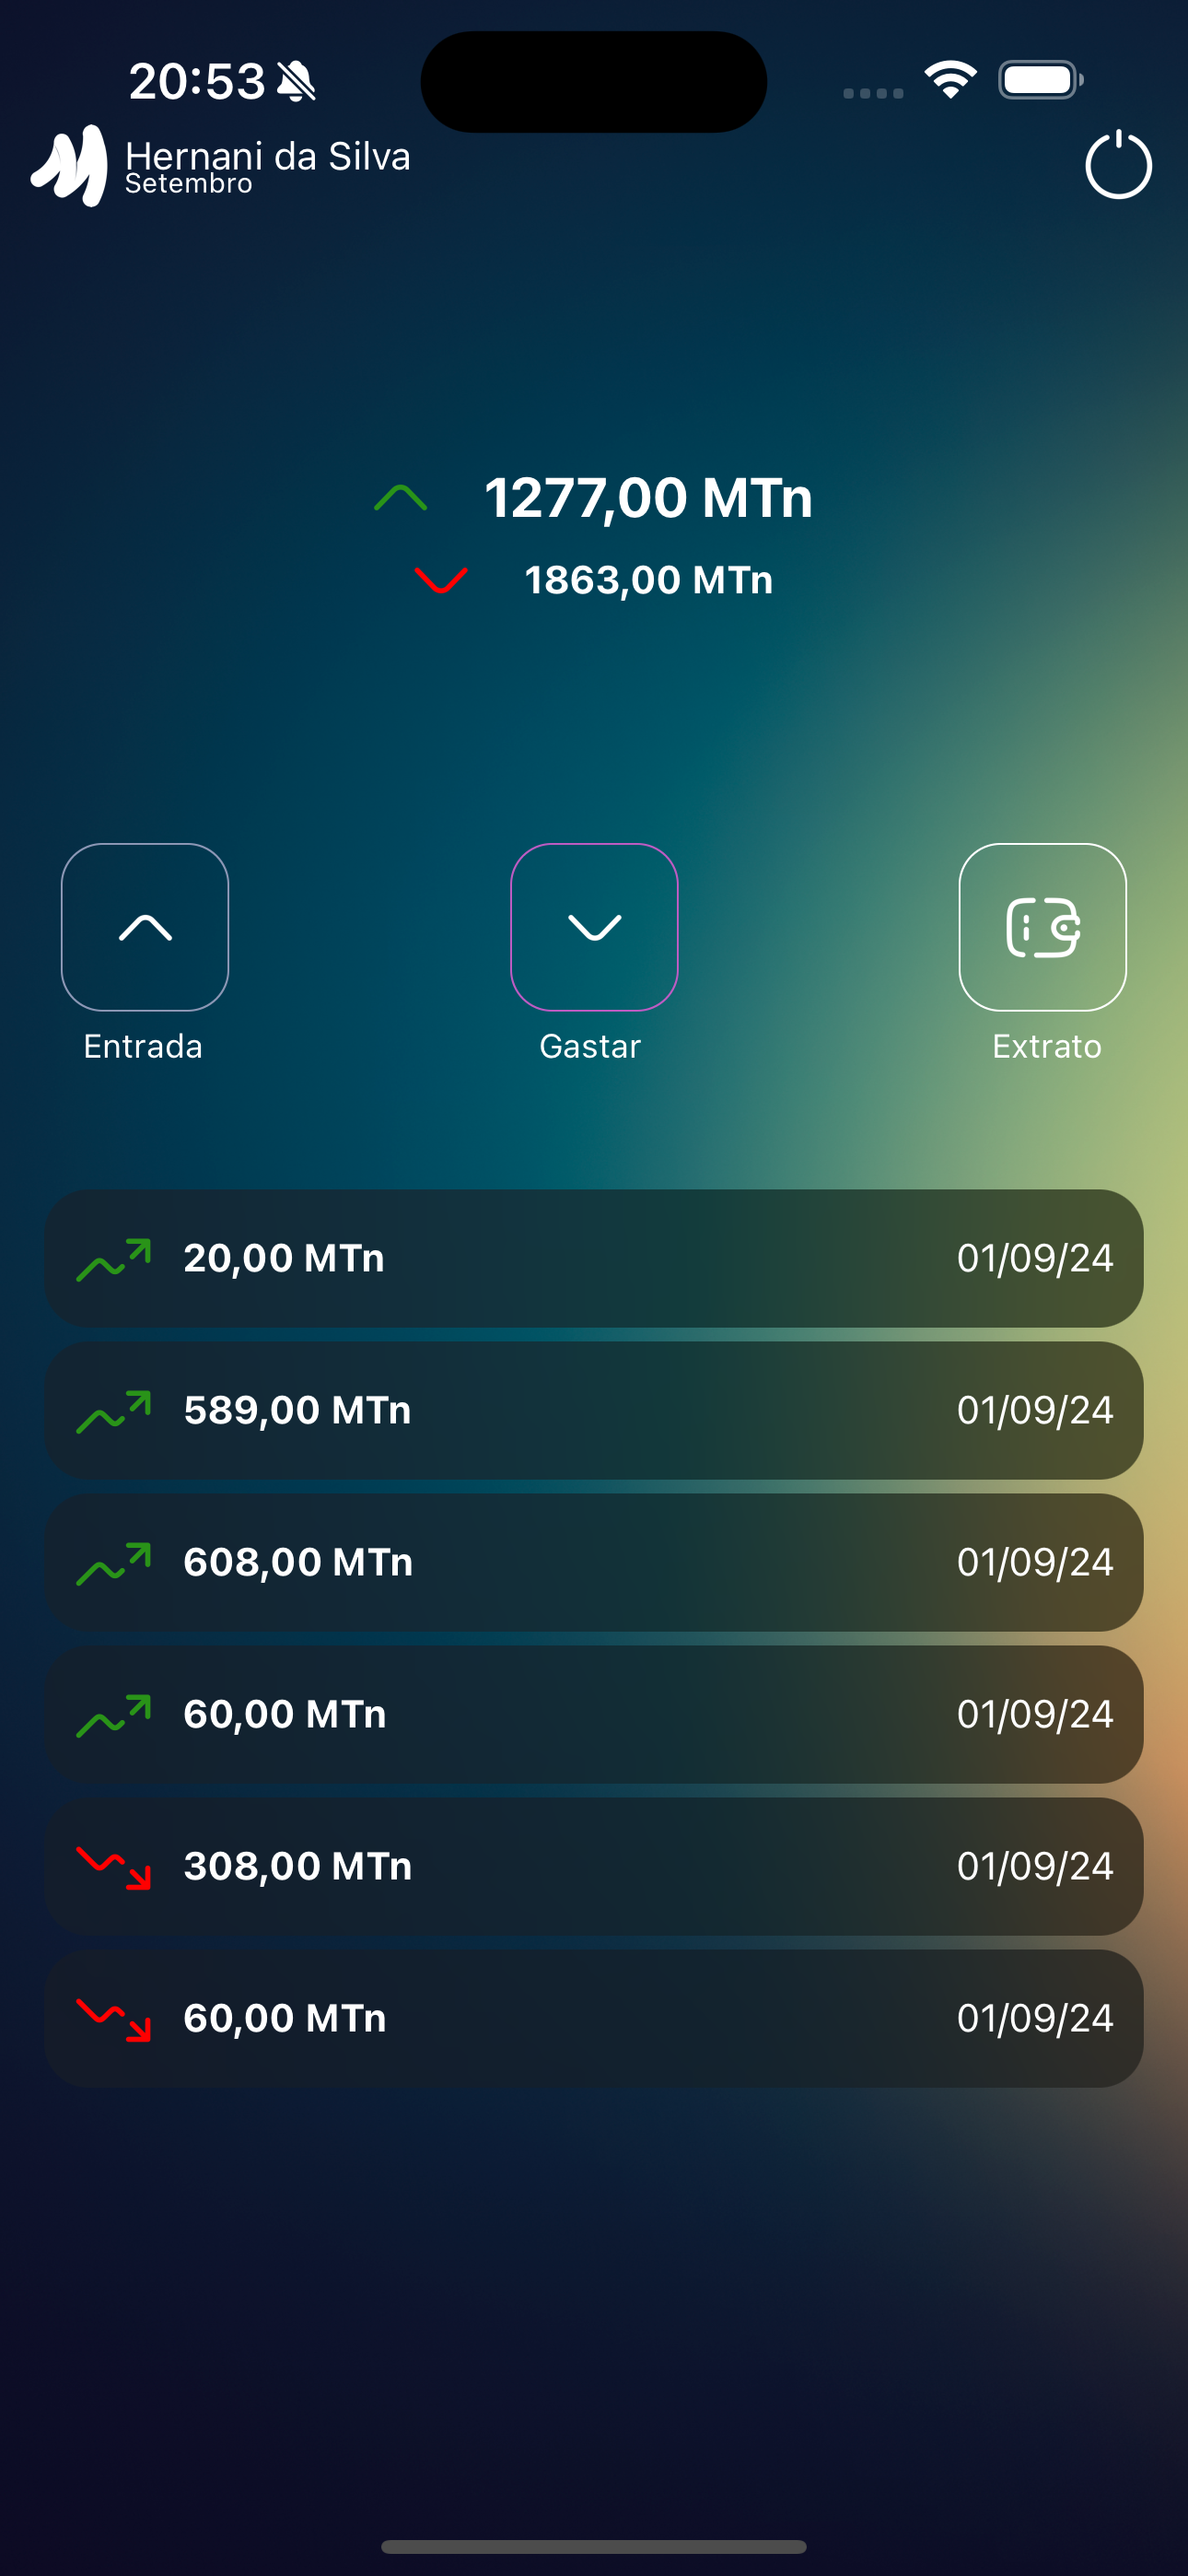 20:53
Hernani da Silva
Setembro
1277,00 MTn
1863,00 MTn
Entrada
Gastar
Extrato
20,00 MTn 01/09/24
589,00 MTn 01/09/24
608,00 MTn 01/09/24
60,00 MTn 01/09/24
308,00 MTn 01/09/24
60,00 MTn 01/09/24